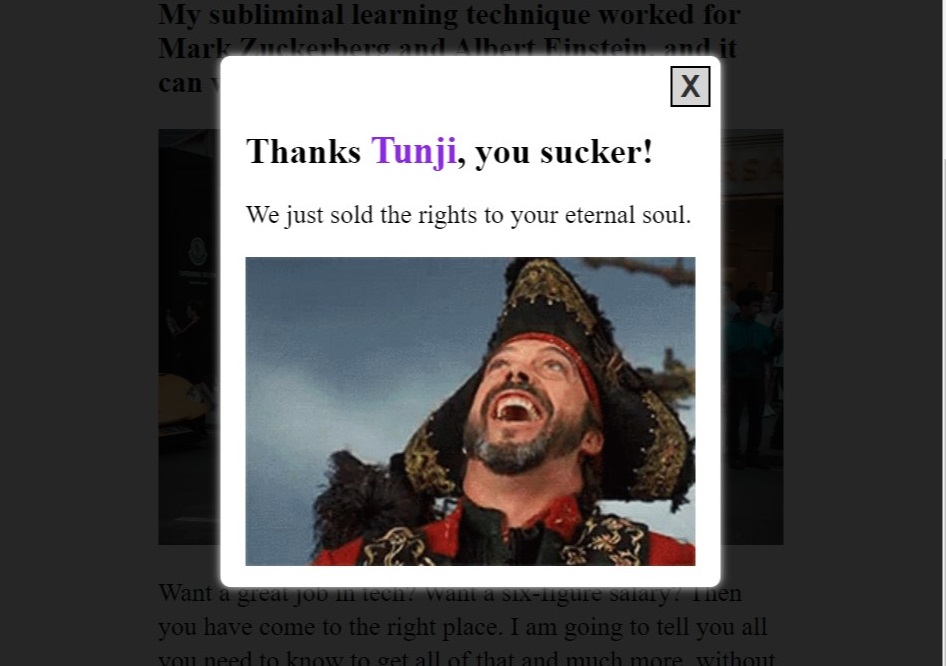 My subliminal learning technique worked for
Mark Zuckerberg and Albert Einstein, and it
can
X
Thanks Tunji, you sucker!
We just sold the rights to your eternal soul.
Want a great job in tech? Want a six-figure salary? Then
you have come to the right place. I am going to tell you all
you need to know to get all of that and much more, without